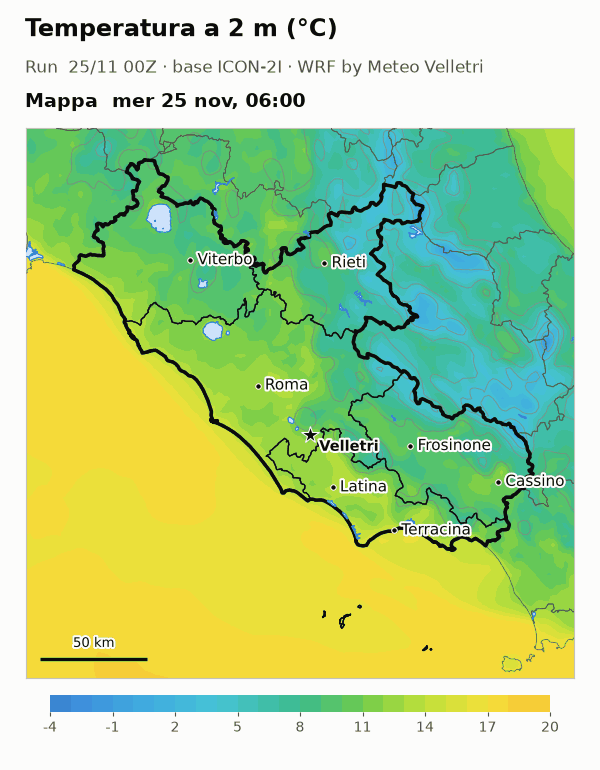 Temperatura a 2 m (°C)
Run  25/11 00Z · base ICON-2I · WRF by Meteo Velletri
Mappa  mer 25 nov, 06:00
Viterbo
Rieti
Roma
Velletri
Frosinone
Latina
Cassino
Terracina
50 km
-4 -1 2 5 8 11 14 17 20